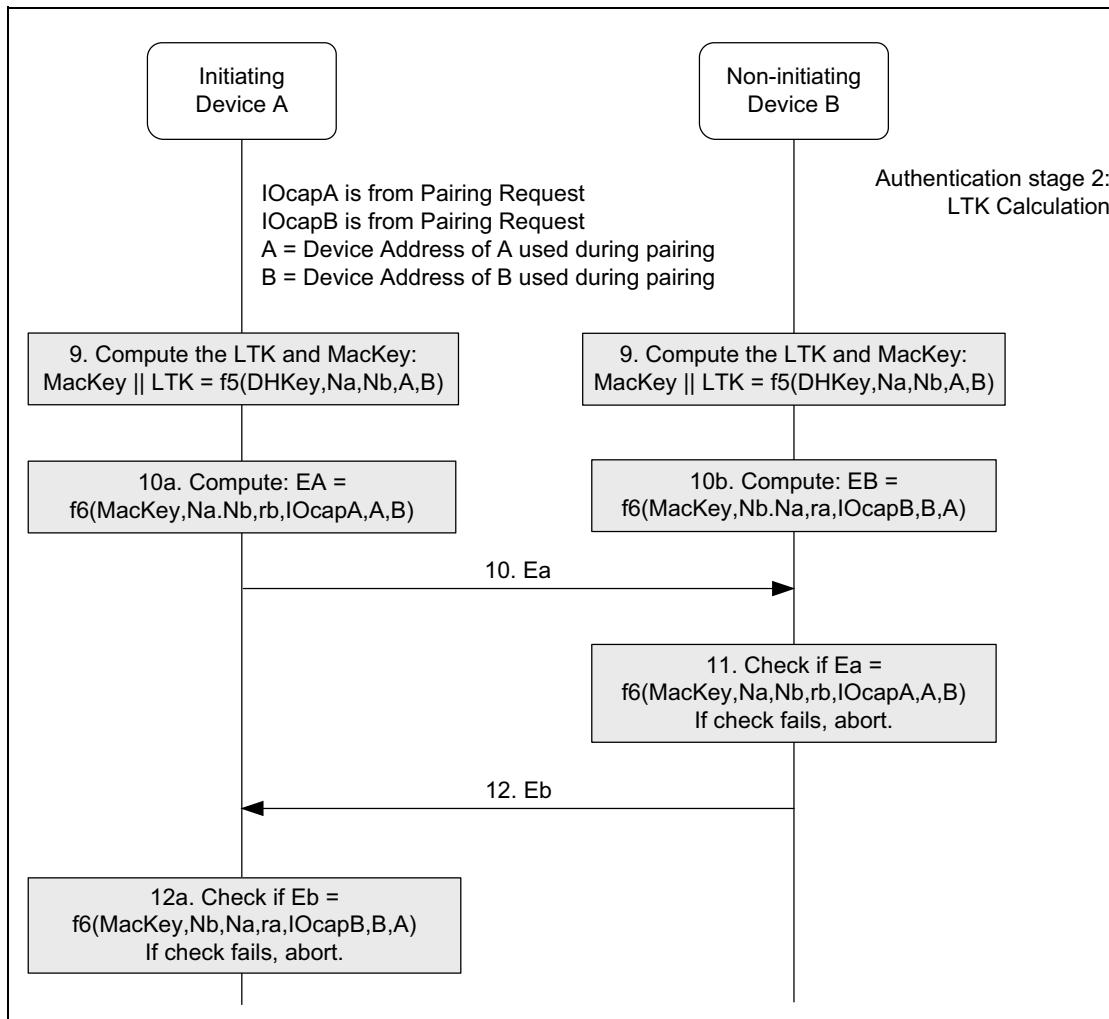 Initiating
Device A
Non-initiating
Device B
Authentication stage 2:
LTK Calculation
IOcapA is from Pairing Request
IOcapB is from Pairing Request
A = Device Address of A used during pairing
B = Device Address of B used during pairing
9. Compute the LTK and MacKey:
MacKey || LTK = f5(DHKey,Na,Nb,A,B)
9. Compute the LTK and MacKey:
MacKey || LTK = f5(DHKey,Na,Nb,A,B)
10a. Compute: EA =
f6(MacKey,Na.Nb,rb,IOcapA,A,B)
10b. Compute: EB =
f6(MacKey,Nb.Na,ra,IOcapB,B,A)
10. Ea
11. Check if Ea =
f6(MacKey,Na,Nb,rb,IOcapA,A,B)
If check fails, abort.
12. Eb
12a. Check if Eb =
f6(MacKey,Nb,Na,ra,IOcapB,B,A)
If check fails, abort.